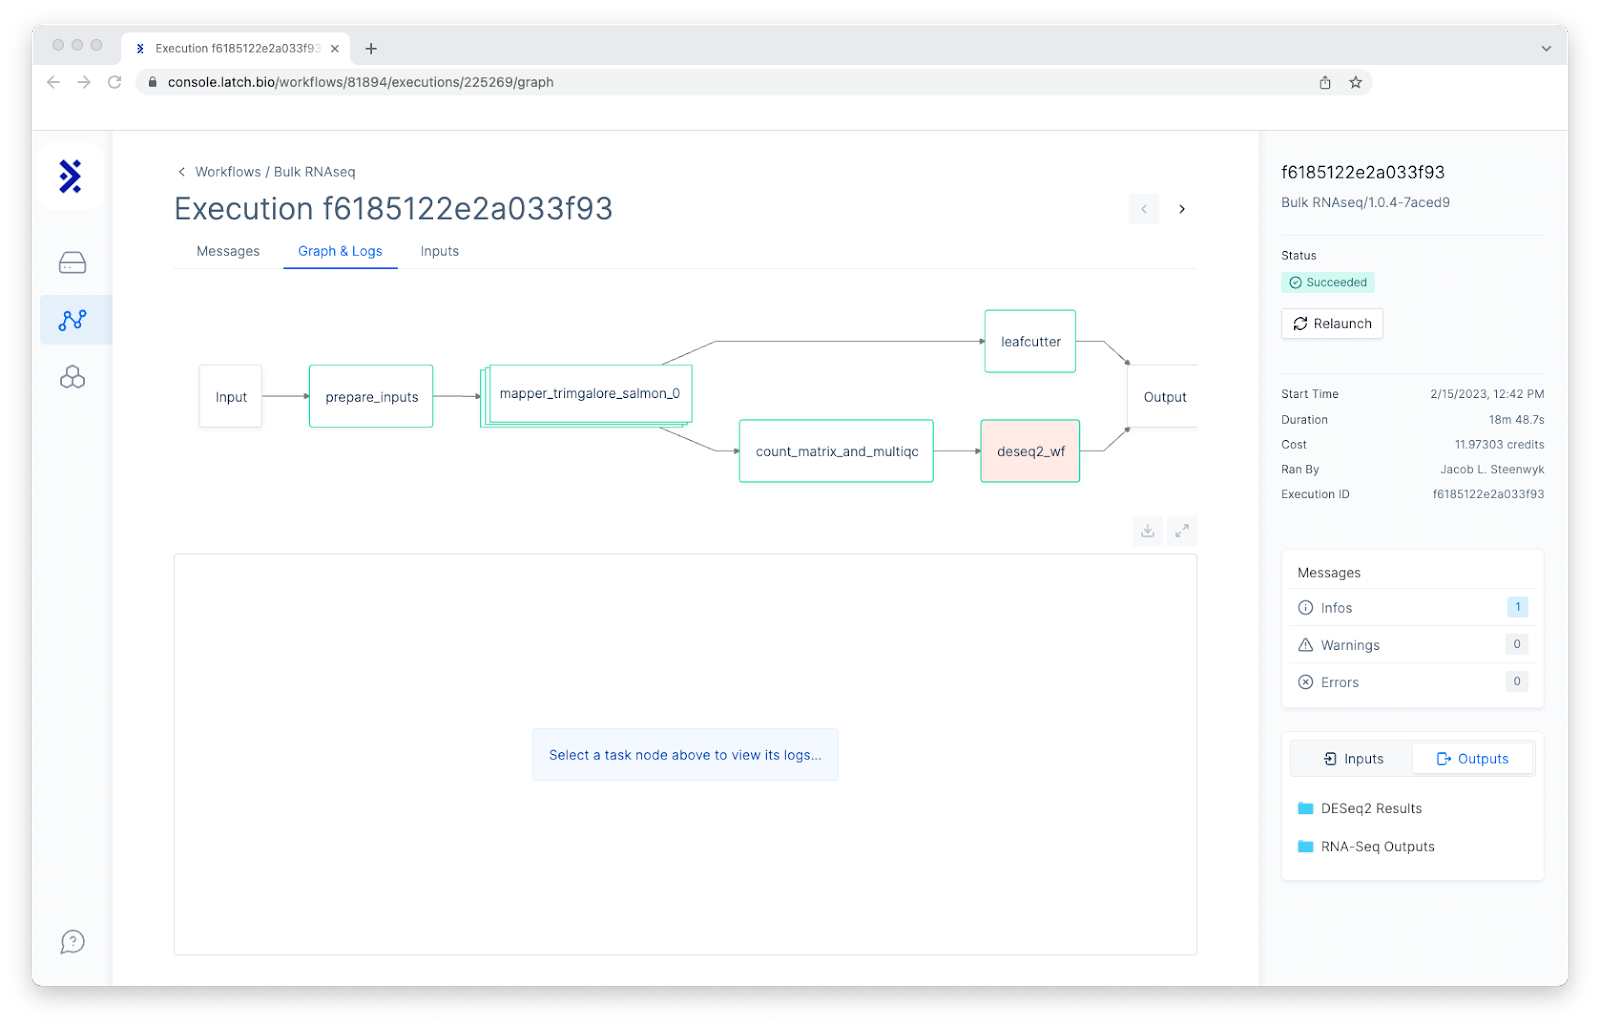 Execution f6185122e2a033f93
console.latch.bio/workflows/81894/executions/225269/graph
Workflows / Bulk RNAseq
Execution f6185122e2a033f93
Messages
Graph & Logs
Inputs
Input
prepare_inputs
mapper_trimgalore_salmon_0
leafcutter
count_matrix_and_multiqc
deseq2_wf
Output
Select a task node above to view its logs...
f6185122e2a033f93
Bulk RNAseq/1.0.4-7aced9
Status
Succeeded
Relaunch
Start Time 2/15/2023, 12:42 PM
Duration 18m 48.7s
Cost 11.97303 credits
Ran By Jacob L. Steenwyk
Execution ID f6185122e2a033f93
Messages
Infos 1
Warnings 0
Errors 0
Inputs Outputs
DESeq2 Results
RNA-Seq Outputs